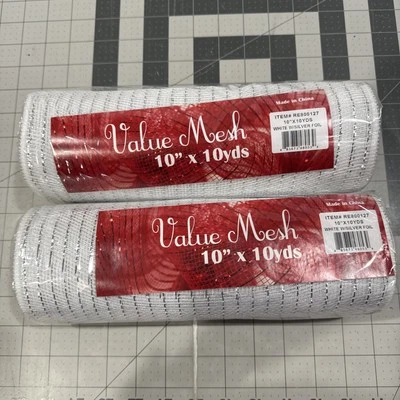 Made in China
ITEM# RE800127
10"X10YDS
WHITE W/SILVER FOIL
Value Mesh
10” x 10yds
Made in China
ITEM# RE800127
10"X10YDS
WHITE W/SILVER FOIL
Value Mesh
10” x 10yds